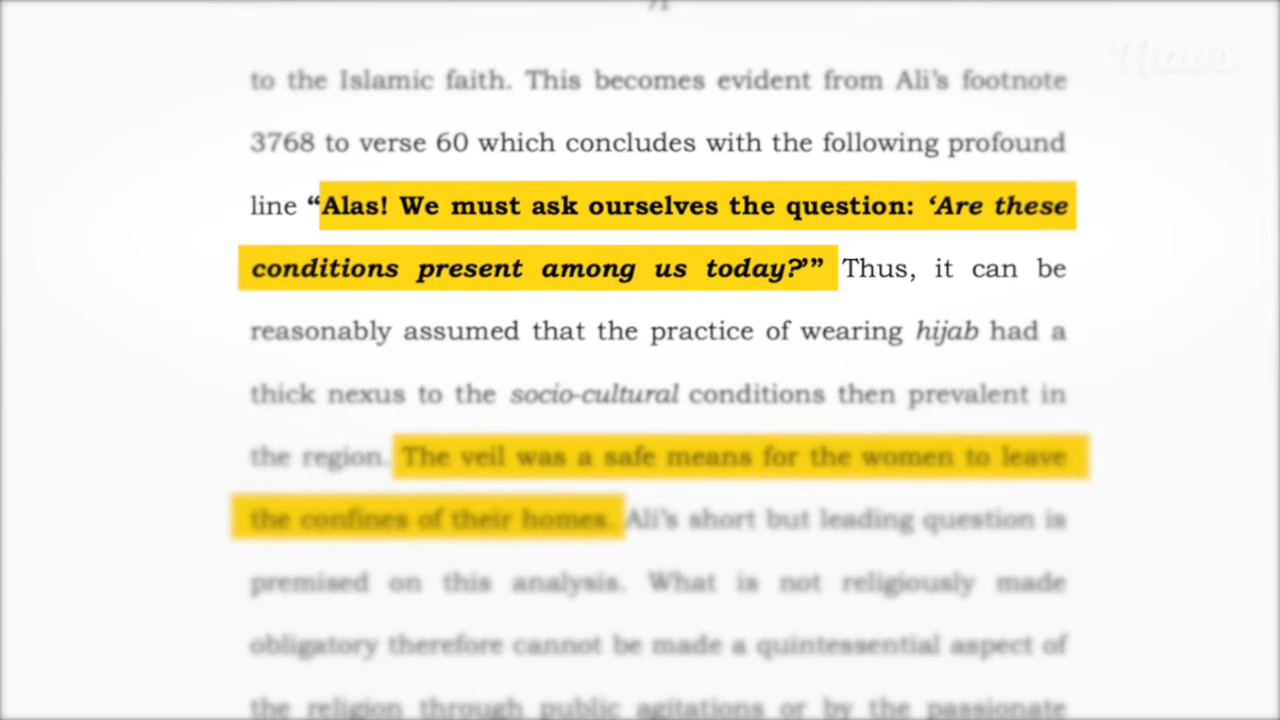 to the Islamic faith. This becomes evident from Ali's footnote
3768 to verse 60 which concludes with the following profound
line “Alas! We must ask ourselves the question: ‘Are these
conditions present among us today?’” Thus, it can be
reasonably assumed that the practice of wearing hijab had a
thick nexus to the socio-cultural conditions then prevalent in
the region. The veil was a safe means for the women to leave
the confines of their homes. Ali's short but leading question is
premised on this analysis. What is not religiously made
obligatory therefore cannot be made a quintessential aspect of
the religion through public agitations or by the passionate